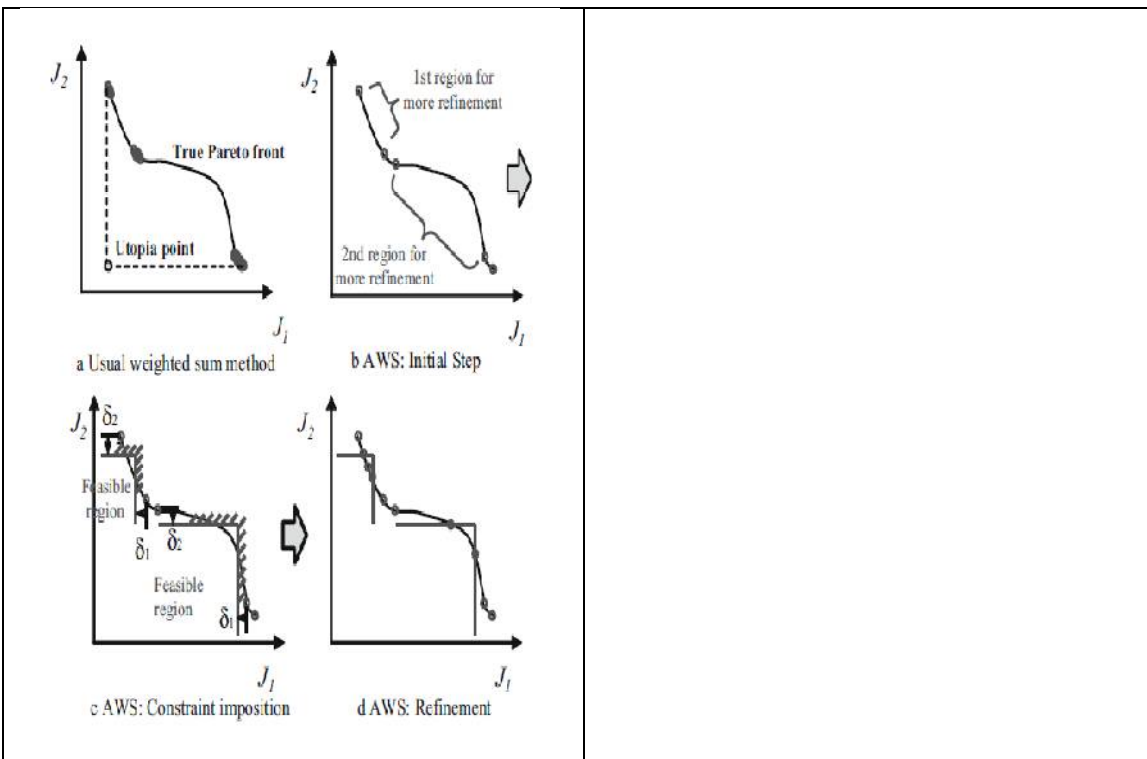 J₂
True Pareto front
Utopia point
J₁
a Usual weighted sum method
J₂
1st region for
more refinement
2nd region for
more refinement
J₁
b AWS: Initial Step
J₂
δ₂
Feasible
region
δ₁
δ₂
Feasible
region
δ₁
J₁
c AWS: Constraint imposition
J₂
J₁
d AWS: Refinement